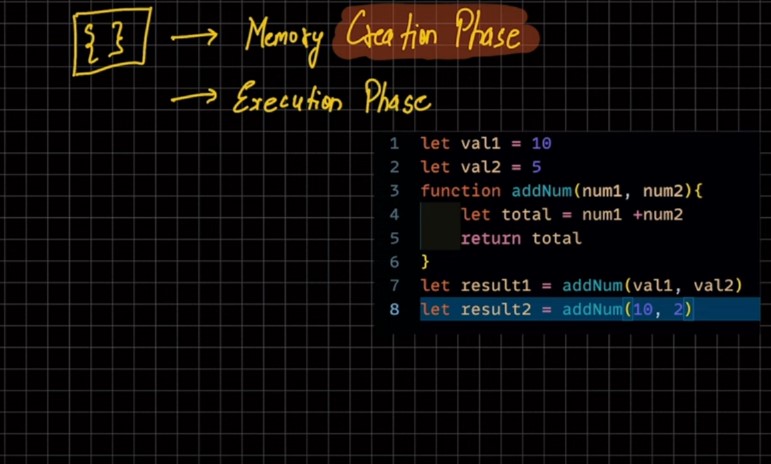 { } → Memory Creation Phase
→ Execution Phase
1 let val1 = 10
2 let val2 = 5
3 function addNum(num1, num2){
4 let total = num1 +num2
5 return total
6 }
7 let result1 = addNum(val1, val2)
8 let result2 = addNum(10, 2)